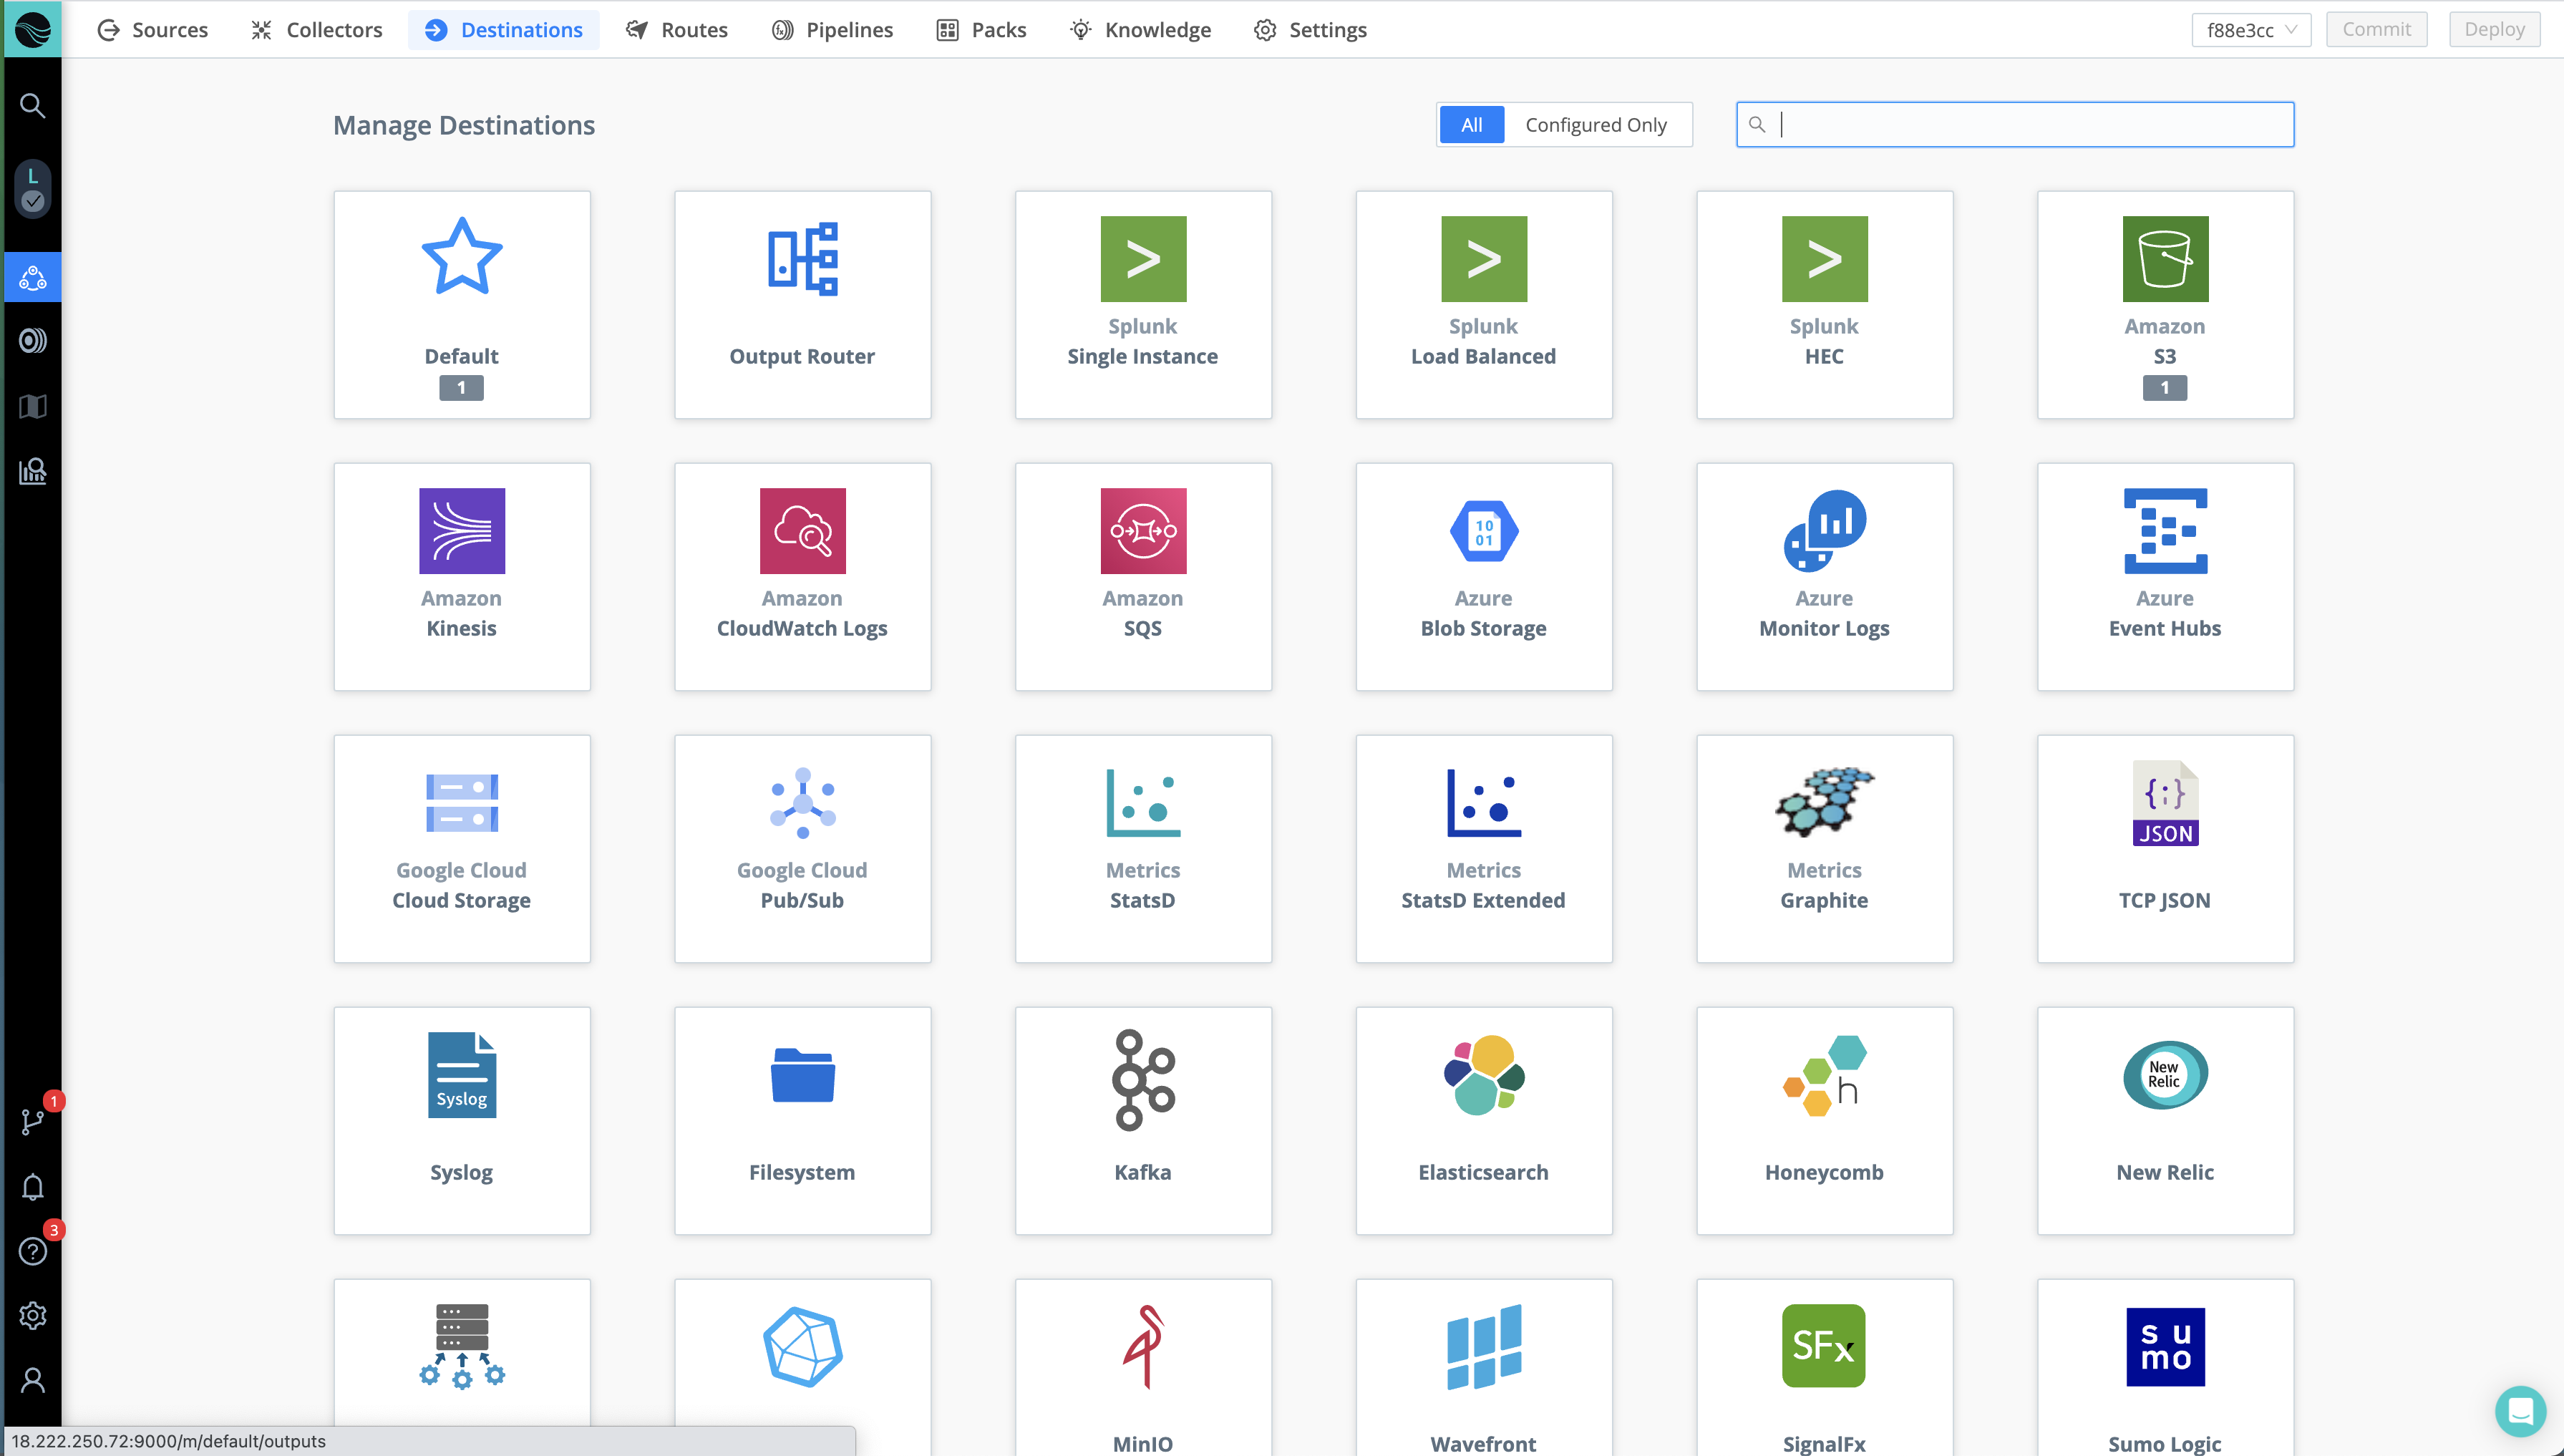 Sources
Collectors
Destinations
Routes
Pipelines
Packs
Knowledge
Settings
f88e3cc
Commit
Deploy
L
Manage Destinations
All
Configured Only
Default
1
Output Router
Splunk
Single Instance
Splunk
Load Balanced
Splunk
HEC
Amazon
S3
1
Amazon
Kinesis
Amazon
CloudWatch Logs
Amazon
SQS
10
01
Azure
Blob Storage
Azure
Monitor Logs
Azure
Event Hubs
Google Cloud
Cloud Storage
Google Cloud
Pub/Sub
Metrics
StatsD
Metrics
StatsD Extended
Metrics
Graphite
{;}
JSON
TCP JSON
Syslog
Syslog
Filesystem
Kafka
Elasticsearch
h
Honeycomb
New
Relic
New Relic
1
3
MinIO
Wavefront
SFx
SignalFx
su
mo
Sumo Logic
18.222.250.72:9000/m/default/outputs